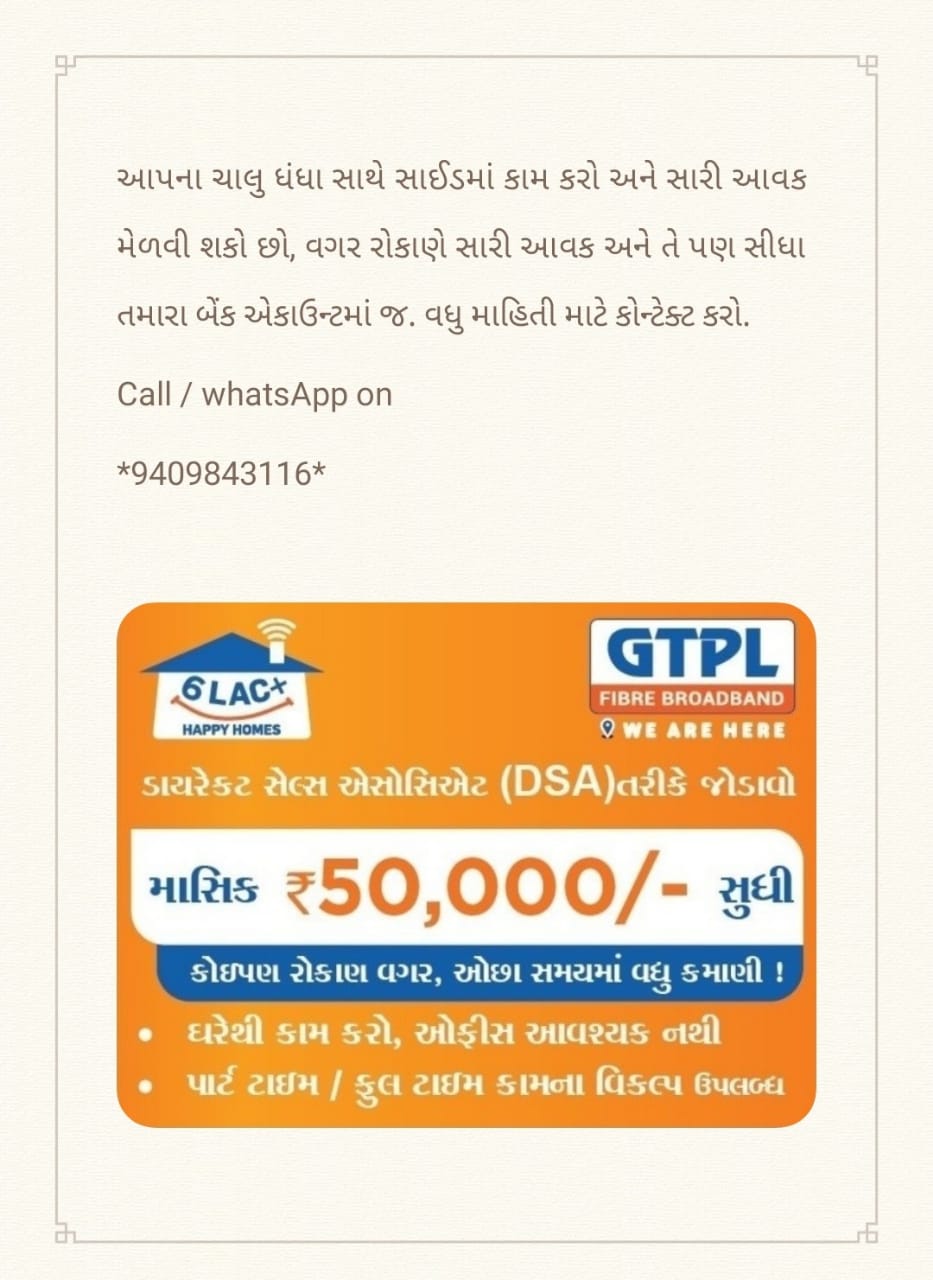 આપના ચાલુ ધંધા સાથે સાઈડમાં કામ કરો અને સારી આવક
મેળવી શકો છો, વગર રોકાણે સારી આવક અને તે પણ સીધા
તમારા બેંક એકાઉન્ટમાં જ. વધુ માહિતી માટે કોન્ટેક્ટ કરો.
Call / whatsApp on
*9409843116*
6 LAC+
HAPPY HOMES
GTPL
FIBRE BROADBAND
WE ARE HERE
ડાયરેકટ સેલ્સ એસોસિએટ (DSA)તરીકે જોડાવો
માસિક ₹50,000/- સુધી
કોઇપણ રોકાણ વગર, ઓછા સમયમાં વધુ કમાણી !
• ઘરેથી કામ કરો, ઓફીસ આવશ્યક નથી
• પાર્ટ ટાઇમ / ફુલ ટાઇમ કામના વિકલ્પ ઉપલબ્ધ